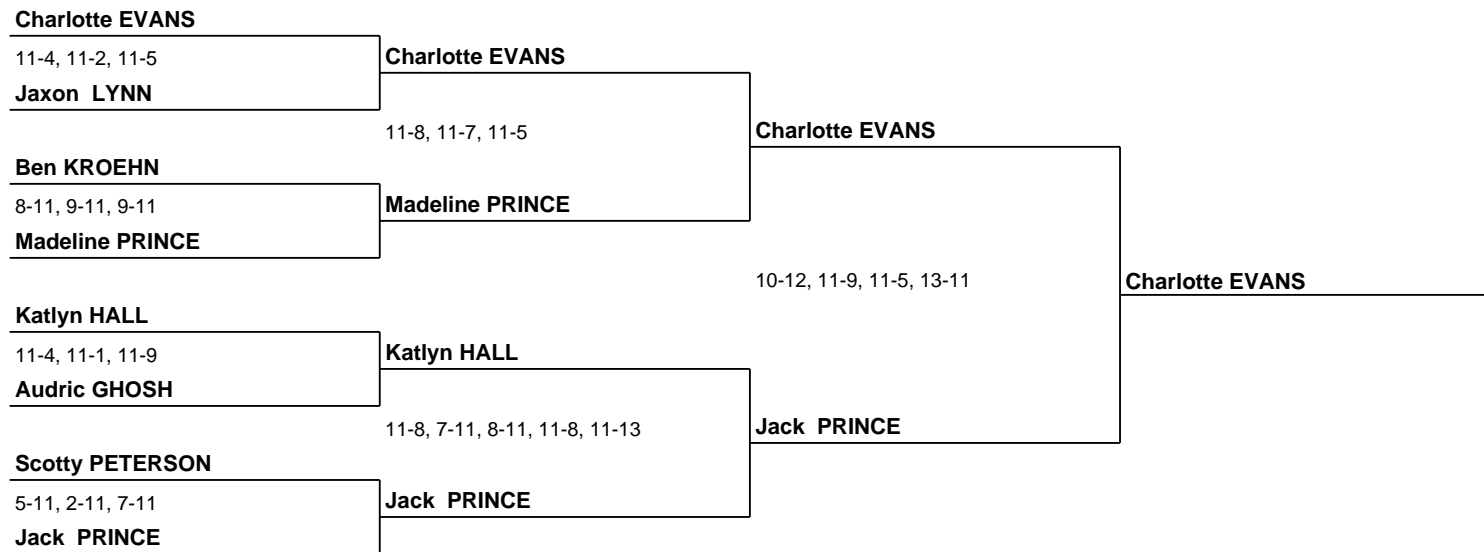 Charlotte EVANS
11-4, 11-2, 11-5
Charlotte EVANS
Jaxon  LYNN
11-8, 11-7, 11-5
Charlotte EVANS
Ben KROEHN
8-11, 9-11, 9-11
Madeline PRINCE
Madeline PRINCE
10-12, 11-9, 11-5, 13-11
Charlotte EVANS
Katlyn HALL
11-4, 11-1, 11-9
Katlyn HALL
Audric GHOSH
11-8, 7-11, 8-11, 11-8, 11-13
Jack  PRINCE
Scotty PETERSON
5-11, 2-11, 7-11
Jack  PRINCE
Jack  PRINCE